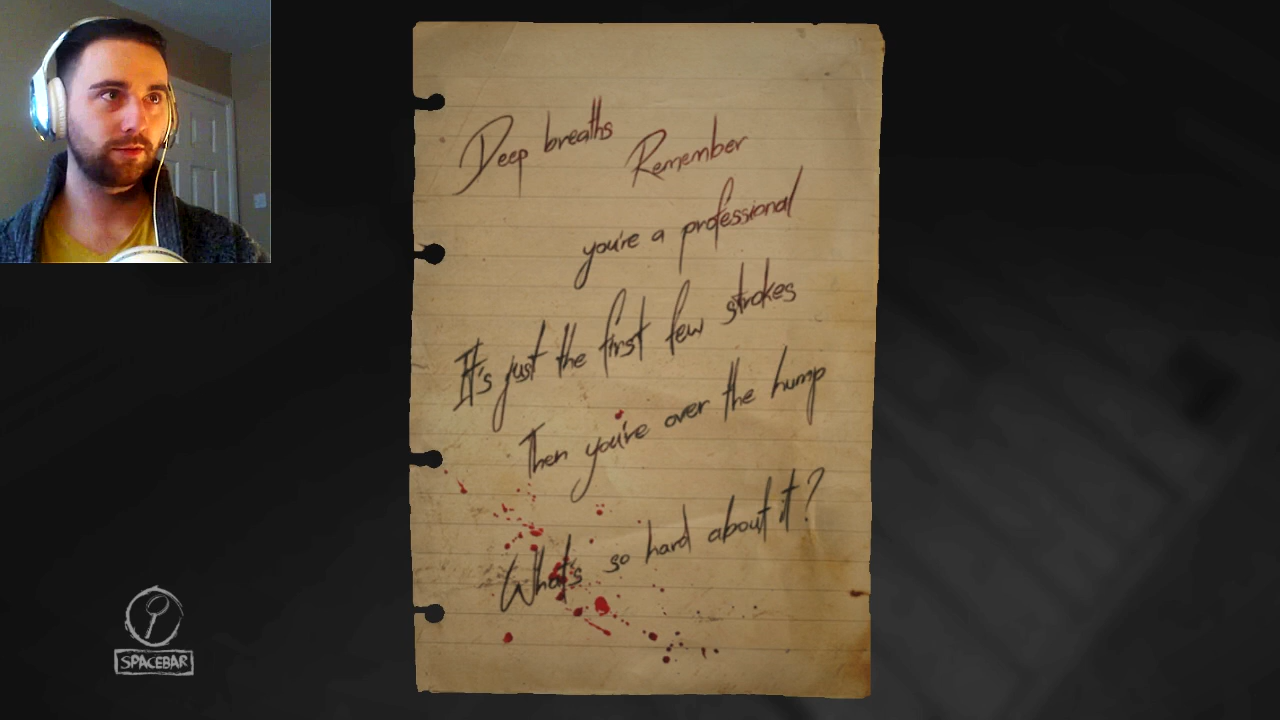 Deep breaths Remember
you're a professional
It's just the first few strokes
Then you're over the hump
What's so hard about it?
SPACEBAR